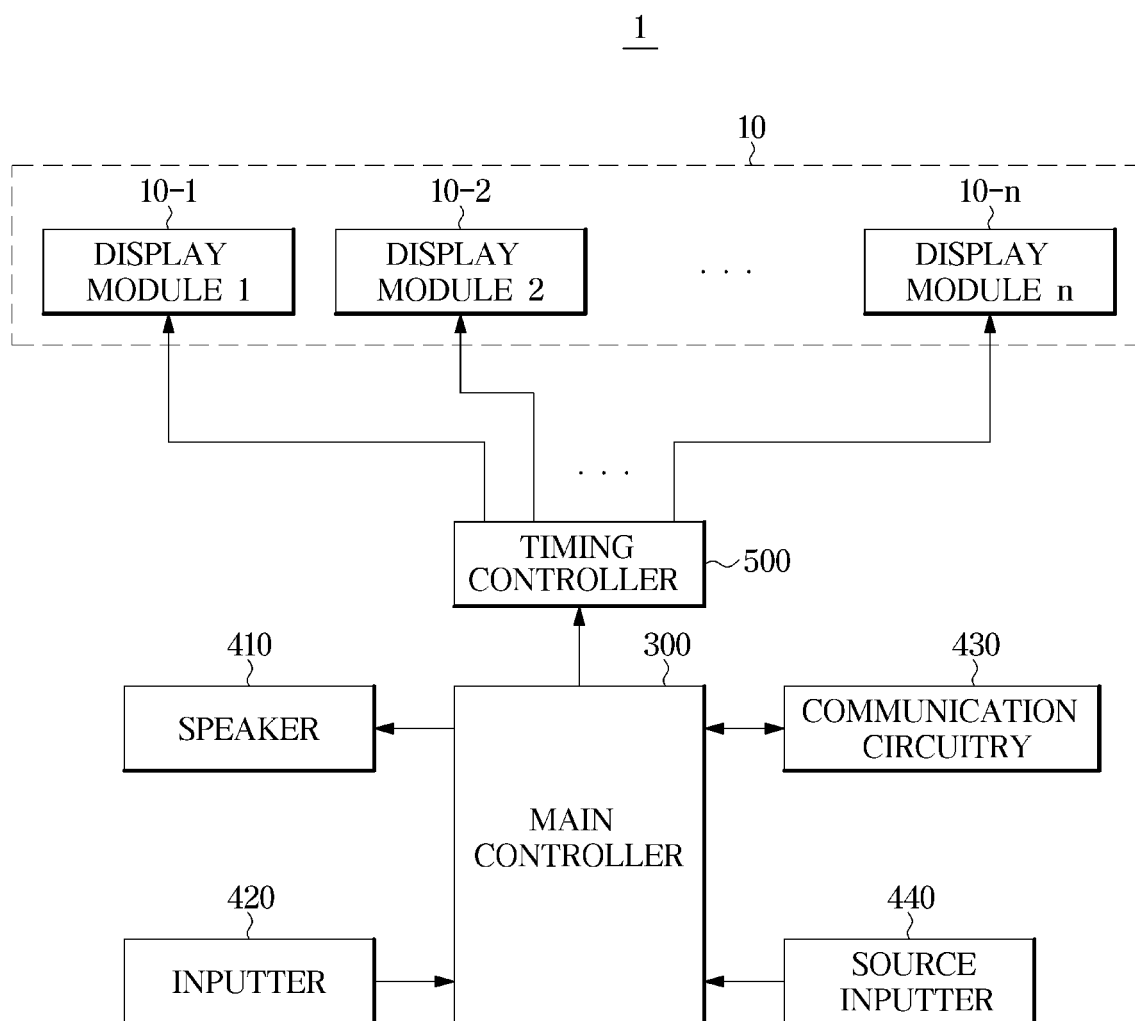 1
10
10-1
10-2
10-n
DISPLAY
MODULE 1
DISPLAY
MODULE 2
. . .
DISPLAY
MODULE n
. . .
TIMING
CONTROLLER
500
410
300
430
SPEAKER
COMMUNICATION
CIRCUITRY
MAIN
CONTROLLER
420
440
INPUTTER
SOURCE
INPUTTER